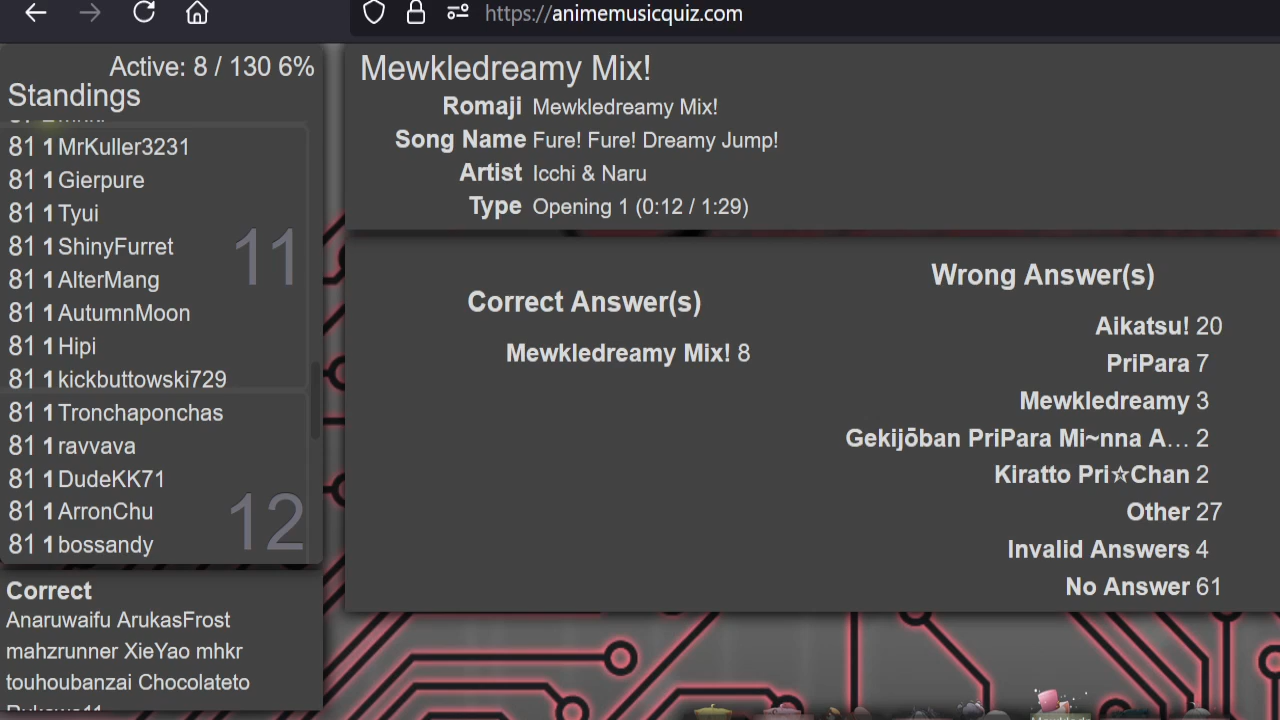 https://animemusicquiz.com
Active: 8 / 130 6%
Standings
81 1 MrKuller3231
81 1 Gierpure
81 1 Tyui
81 1 ShinyFurret
81 1 AlterMang
81 1 AutumnMoon
81 1 Hipi
81 1 kickbuttowski729
11
81 1 Tronchaponchas
81 1 ravvava
81 1 DudeKK71
81 1 ArronChu
81 1 bossandy
12
Correct
Anaruwaifu ArukasFrost
mahzrunner XieYao mhkr
touhoubanzai Chocolateto
Mewkledreamy Mix!
Romaji Mewkledreamy Mix!
Song Name Fure! Fure! Dreamy Jump!
Artist Icchi & Naru
Type Opening 1 (0:12 / 1:29)
Correct Answer(s)
Mewkledreamy Mix! 8
Wrong Answer(s)
Aikatsu! 20
PriPara 7
Mewkledreamy 3
Gekijōban PriPara Mi~nna A... 2
Kiratto Pri☆Chan 2
Other 27
Invalid Answers 4
No Answer 61